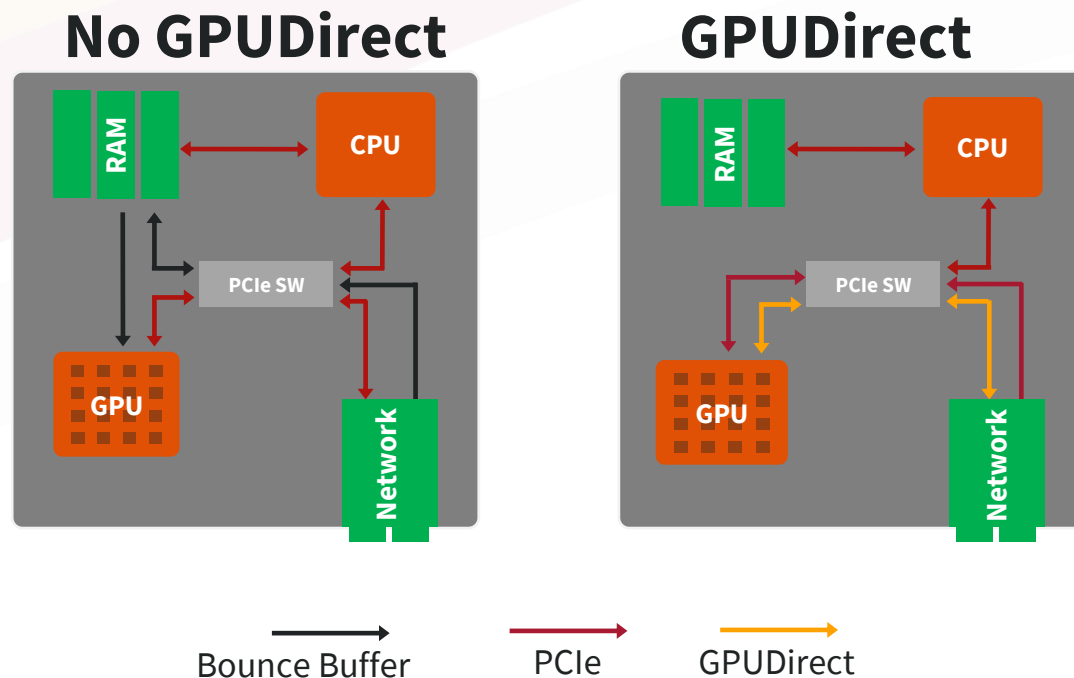 No GPUDirect
GPUDirect
RAM
CPU
PCIe SW
GPU
Network
RAM
CPU
PCIe SW
GPU
Network
Bounce Buffer
PCIe
GPUDirect